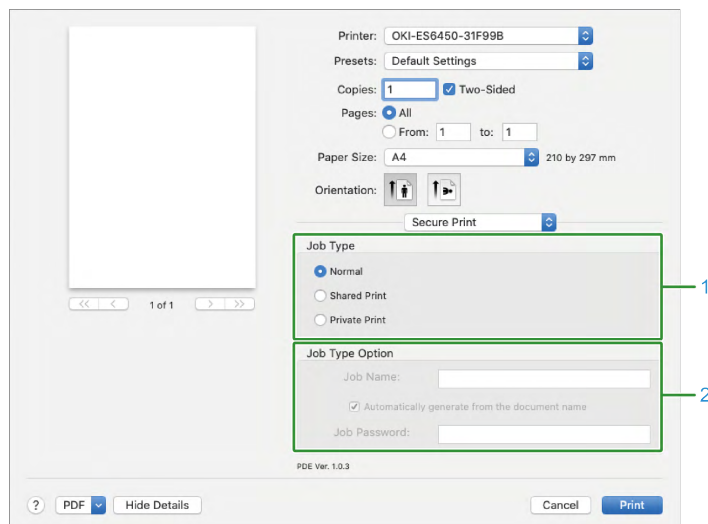 Printer: OKI-ES6450-31F99B
Presets: Default Settings
Copies: 1 Two-Sided
Pages: All
From: 1 to: 1
Paper Size: A4 210 by 297 mm
Orientation:
Secure Print
Job Type
Normal
Shared Print
Private Print
1
1 of 1
Job Type Option
Job Name:
Automatically generate from the document name
Job Password:
2
PDE Ver. 1.0.3
? PDF Hide Details Cancel Print